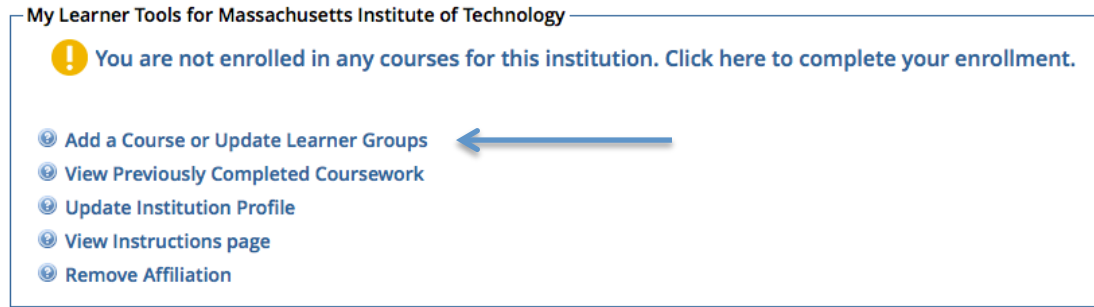 My Learner Tools for Massachusetts Institute of Technology
You are not enrolled in any courses for this institution. Click here to complete your enrollment.
Add a Course or Update Learner Groups
View Previously Completed Coursework
Update Institution Profile
View Instructions page
Remove Affiliation